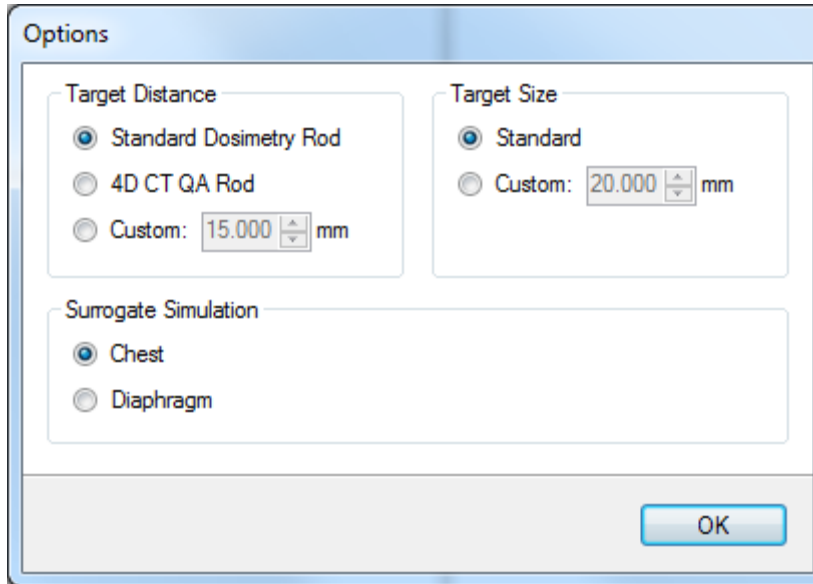 Options
Target Distance
Standard Dosimetry Rod
4D CT QA Rod
Custom: 15.000 mm
Target Size
Standard
Custom: 20.000 mm
Surrogate Simulation
Chest
Diaphragm
OK